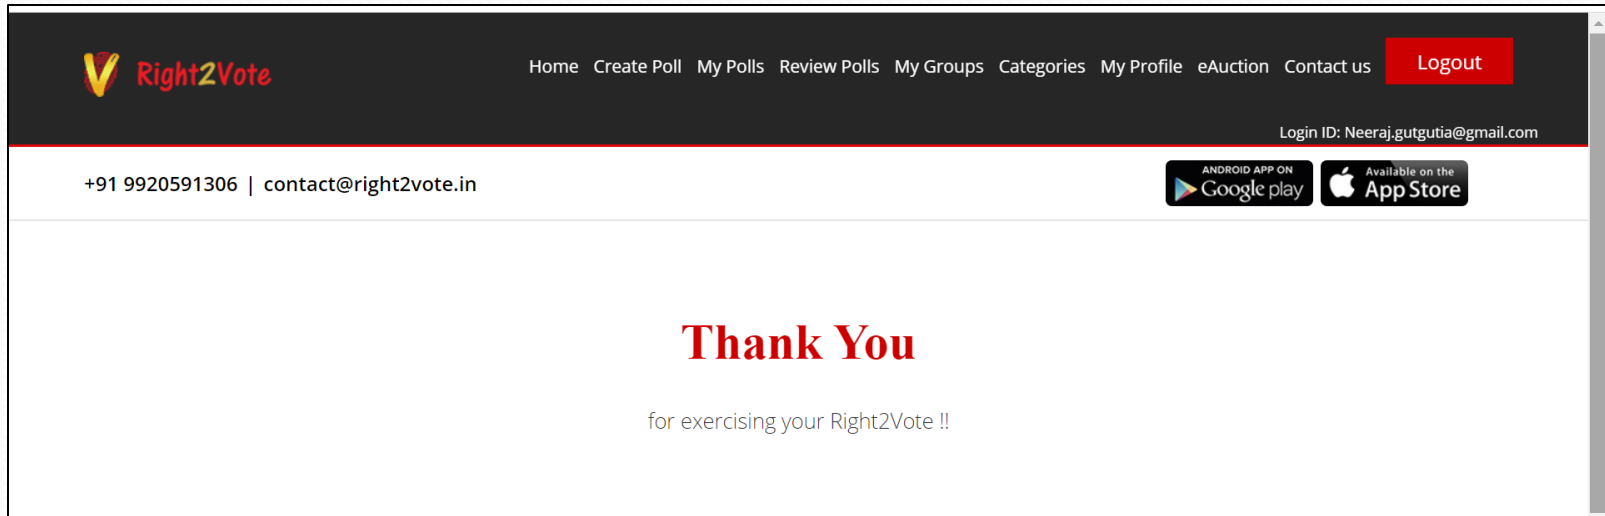 V Right2Vote
Home Create Poll My Polls Review Polls My Groups Categories My Profile eAuction Contact us Logout
Login ID: Neeraj.gutgutia@gmail.com
+91 9920591306 | contact@right2vote.in
ANDROID APP ON
Google play
Available on the
App Store
Thank You
for exercising your Right2Vote !!